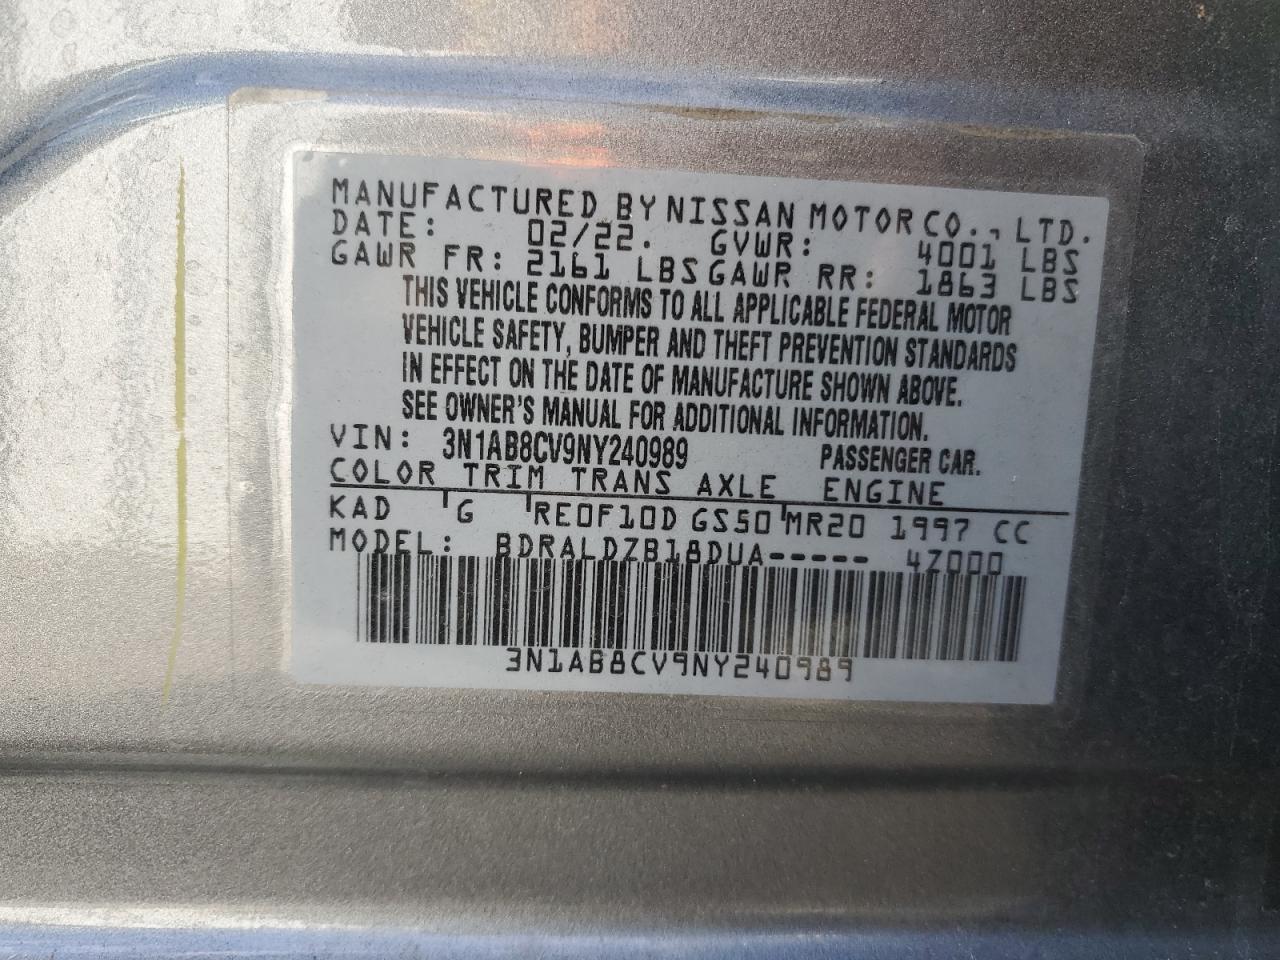 MANUFACTURED BY NISSAN MOTOR CO., LTD.
DATE: 02/22. GVWR: 4001 LBS
GAWR FR: 2161 LBS GAWR RR: 1863 LBS
THIS VEHICLE CONFORMS TO ALL APPLICABLE FEDERAL MOTOR
VEHICLE SAFETY, BUMPER AND THEFT PREVENTION STANDARDS
IN EFFECT ON THE DATE OF MANUFACTURE SHOWN ABOVE.
SEE OWNER'S MANUAL FOR ADDITIONAL INFORMATION.
VIN: 3N1AB8CV9NY240989 PASSENGER CAR.
COLOR TRIM TRANS AXLE ENGINE
KAD G RE0F10D GS50 MR20 1997 CC
MODEL: BDRALDZB18DUA----- 4Z000
3N1AB8CV9NY240989